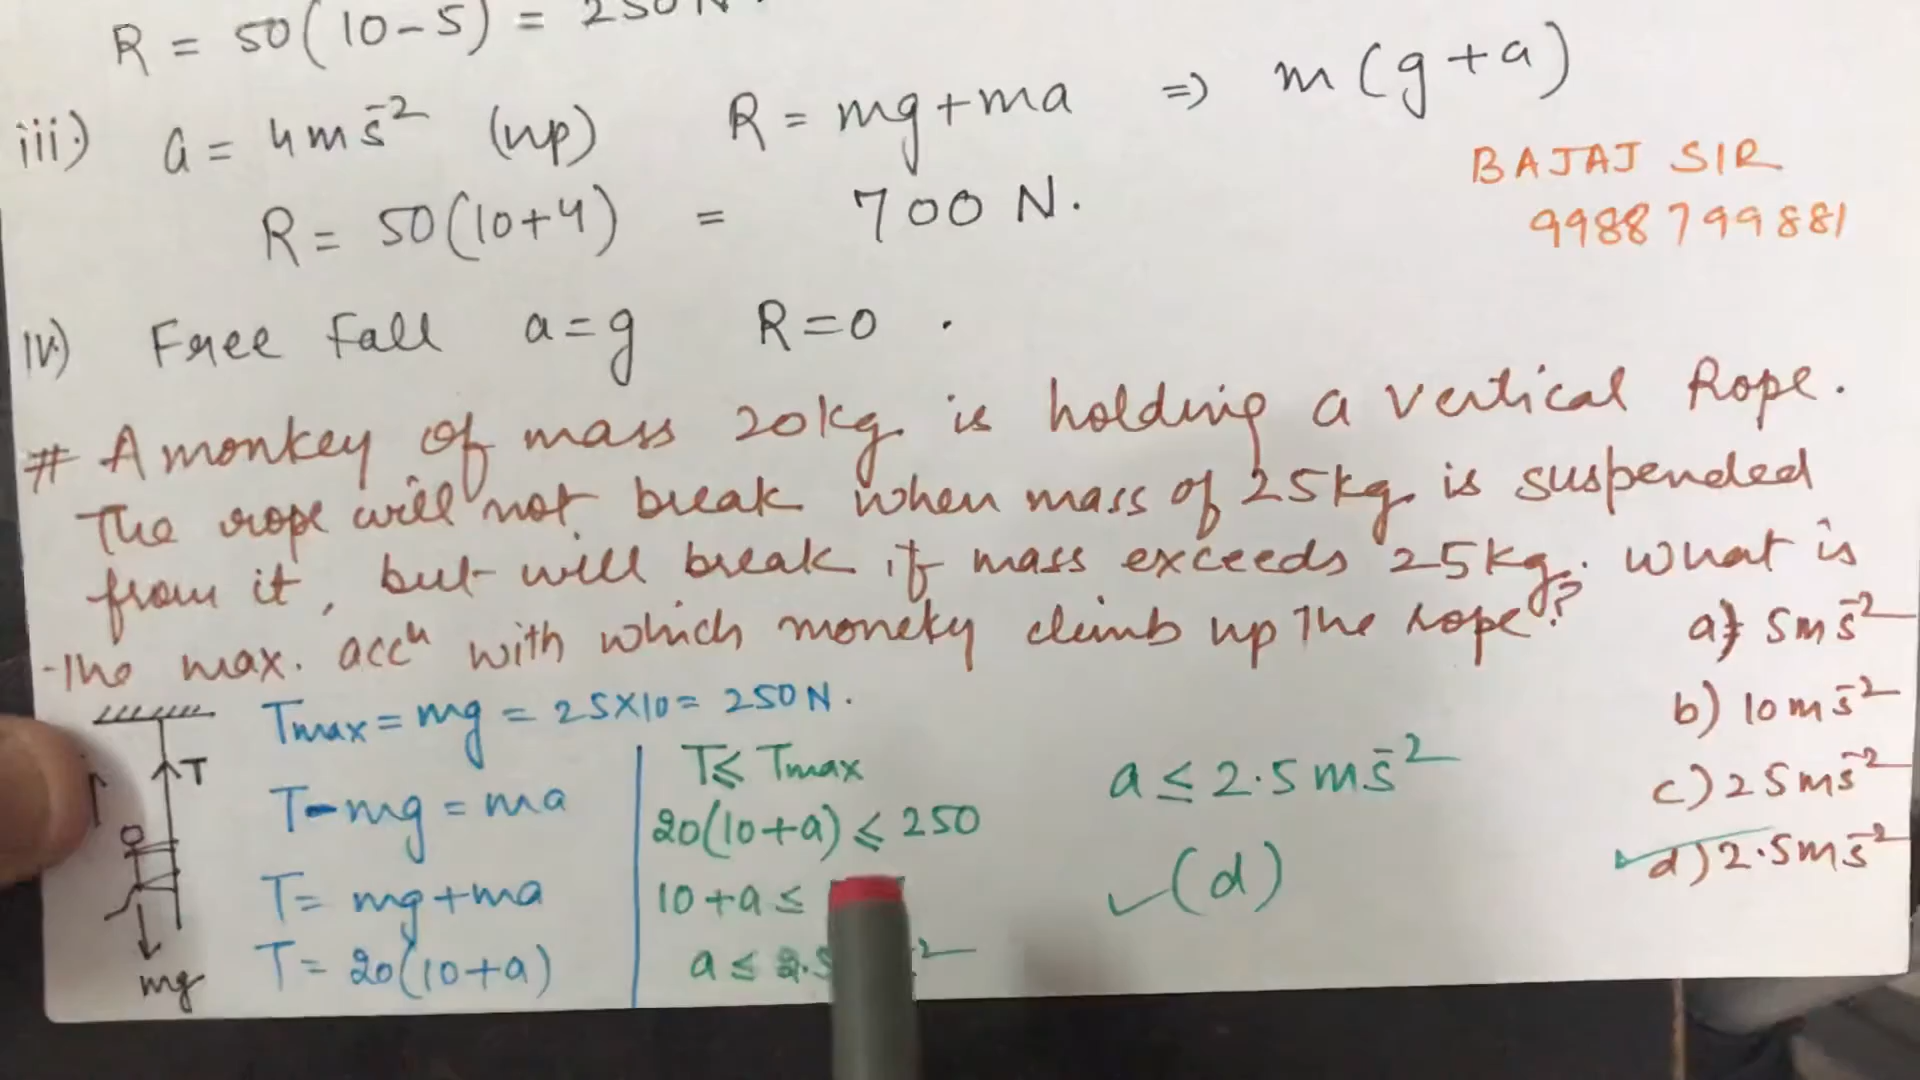 R = 50(10-5) = 250N.
iii.) a = 4ms⁻² (up) R = mg+ma => m(g+a)
BAJAJ SIR
R = 50(10+4) = 700 N.
9988799881
iv.) Free Fall a=g R=0 .
# A monkey of mass 20kg. is holding a vertical Rope.
The rope will not break when mass of 25kg. is suspended
from it, but will break if mass exceeds 25kg. what is
the max. accⁿ with which moneky climb up The rope?
a) 5ms⁻²
b) 10ms⁻²
c) 25ms⁻²
d) 2.5ms⁻²
T
mg
Tmax = mg = 25x10 = 250N.
T-mg = ma
T = mg+ma
T = 20(10+a)
T ≤ Tmax
20(10+a) ≤ 250
10+a ≤
a ≤ 2.5
a ≤ 2.5ms⁻²
✓(d)